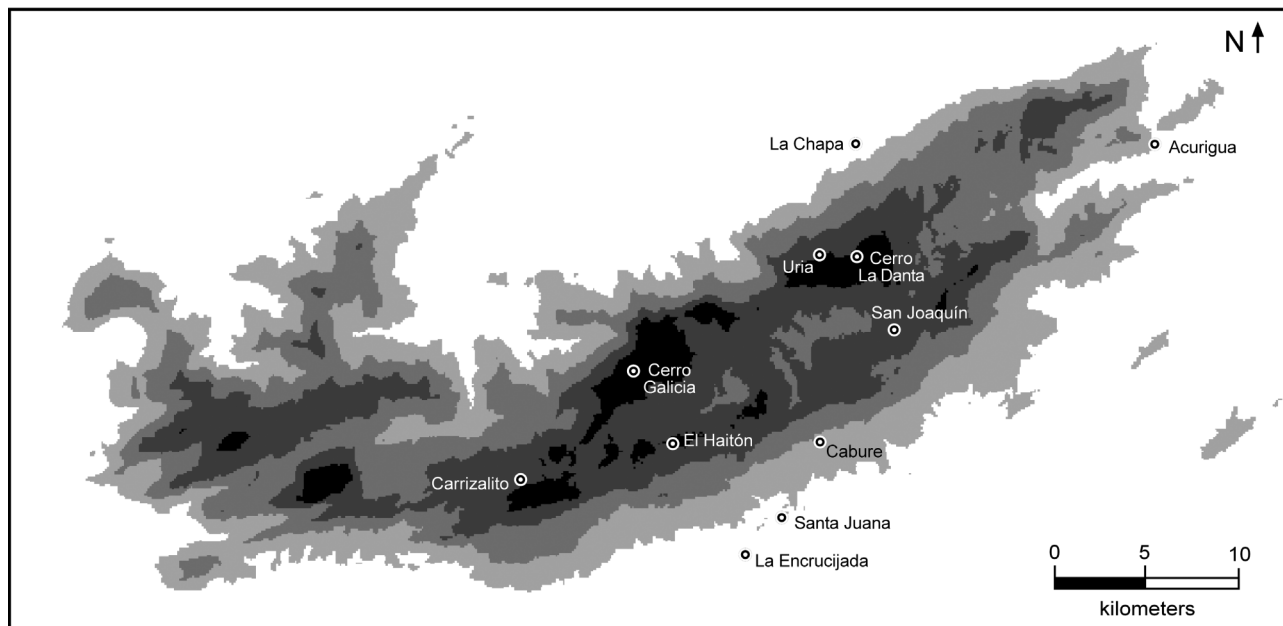 N
La Chapa
Acurigua
Uria
Cerro
La Danta
San Joaquín
Cerro
Galicia
El Haitón
Cabure
Carrizalito
Santa Juana
La Encrucijada
0 5 10
kilometers